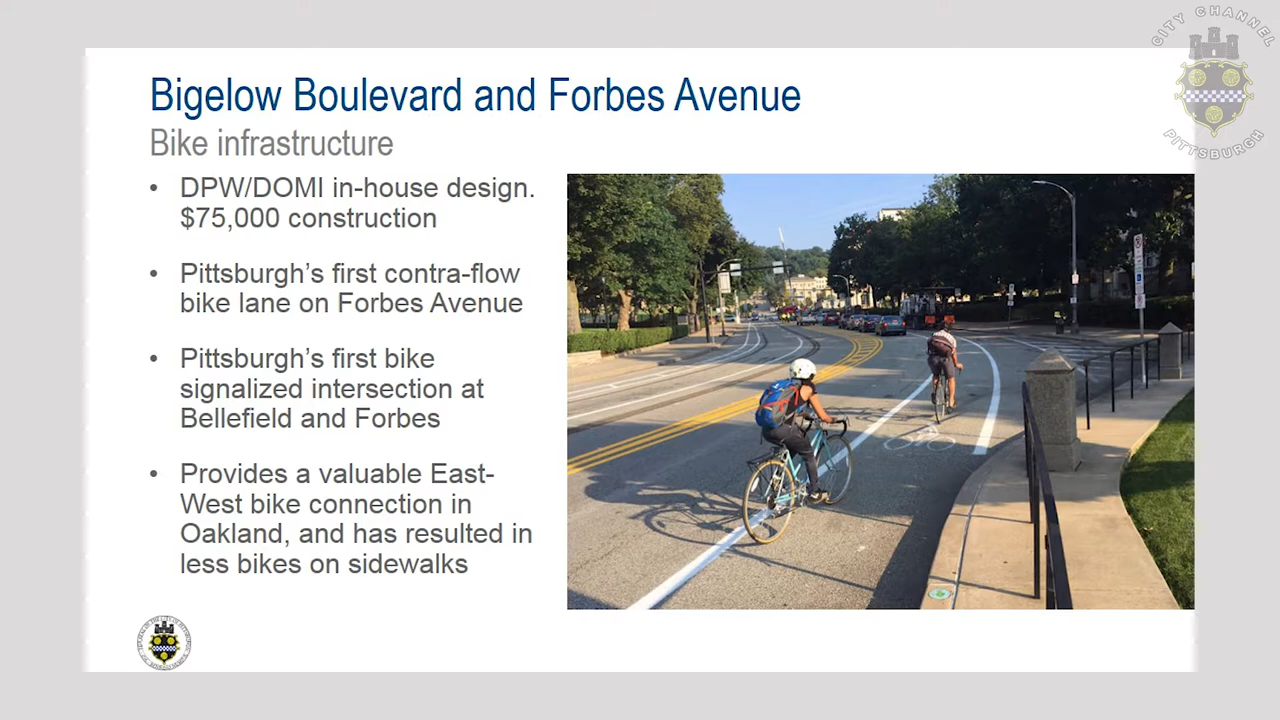 CITY CHANNEL
PITTSBURGH
Bigelow Boulevard and Forbes Avenue
Bike infrastructure
• DPW/DOMI in-house design.
$75,000 construction
• Pittsburgh's first contra-flow
bike lane on Forbes Avenue
• Pittsburgh's first bike
signalized intersection at
Bellefield and Forbes
• Provides a valuable East-
West bike connection in
Oakland, and has resulted in
less bikes on sidewalks